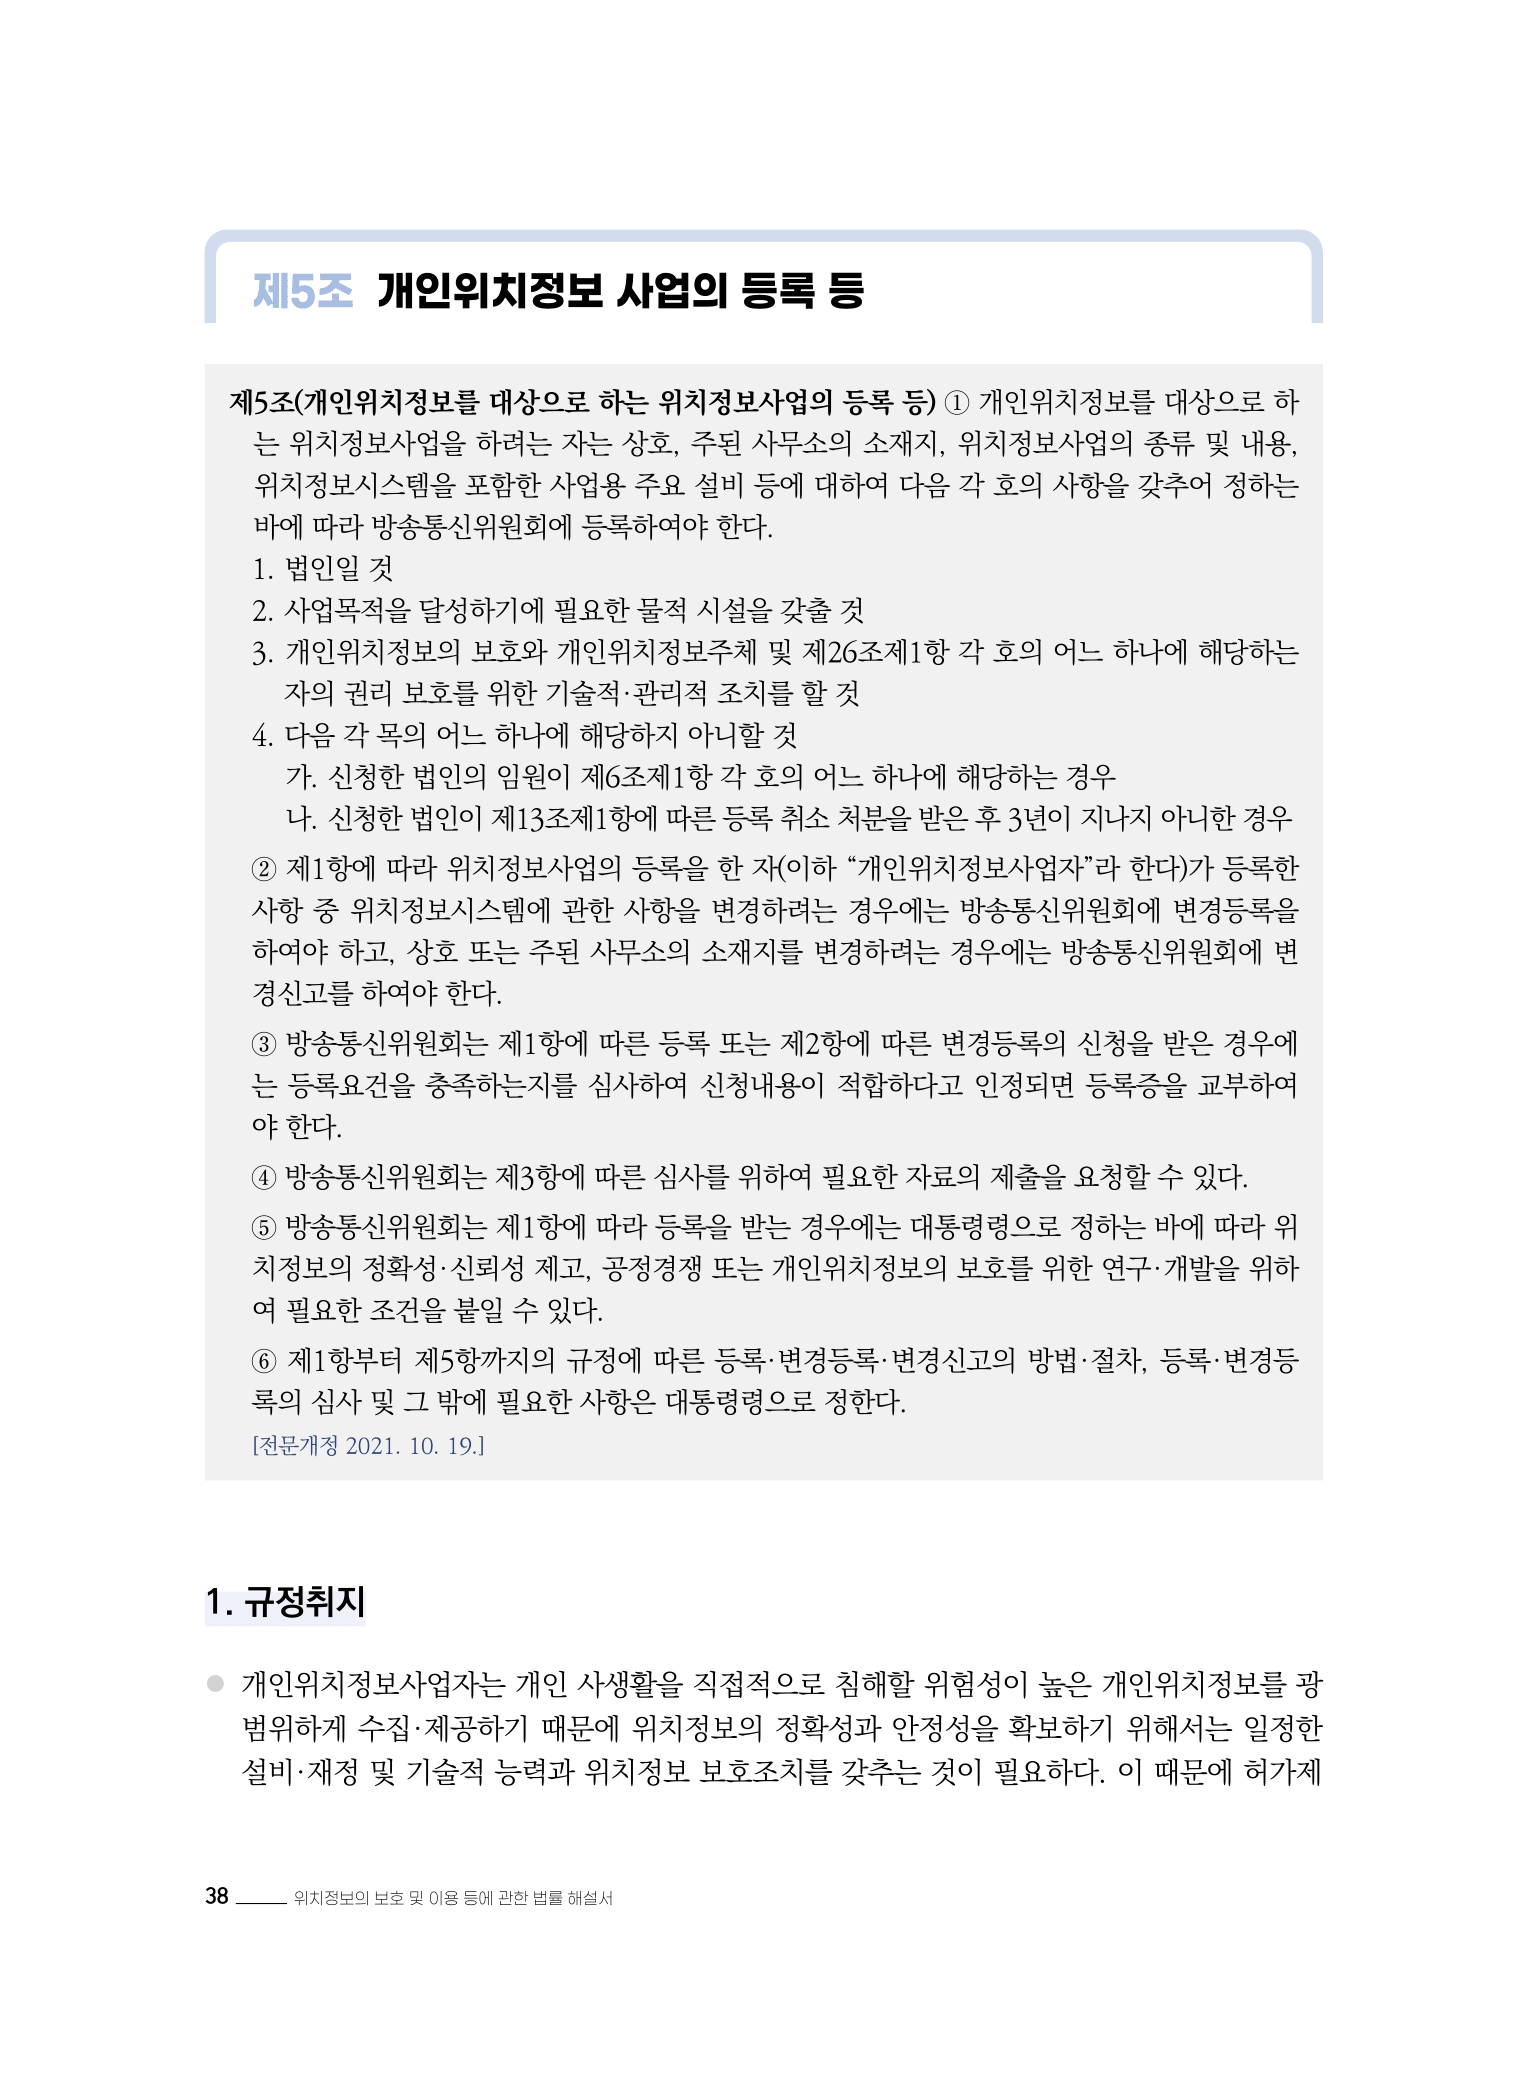 제5조 개인위치정보 사업의 등록 등
제5조(개인위치정보를 대상으로 하는 위치정보사업의 등록 등) ① 개인위치정보를 대상으로 하
는 위치정보사업을 하려는 자는 상호, 주된 사무소의 소재지, 위치정보사업의 종류 및 내용,
위치정보시스템을 포함한 사업용 주요 설비 등에 대하여 다음 각 호의 사항을 갖추어 정하는
바에 따라 방송통신위원회에 등록하여야 한다.
1. 법인일 것
2. 사업목적을 달성하기에 필요한 물적 시설을 갖출 것
3. 개인위치정보의 보호와 개인위치정보주체 및 제26조제1항 각 호의 어느 하나에 해당하는
자의 권리 보호를 위한 기술적·관리적 조치를 할 것
4. 다음 각 목의 어느 하나에 해당하지 아니할 것
가. 신청한 법인의 임원이 제6조제1항 각 호의 어느 하나에 해당하는 경우
나. 신청한 법인이 제13조제1항에 따른 등록 취소 처분을 받은 후 3년이 지나지 아니한 경우
② 제1항에 따라 위치정보사업의 등록을 한 자(이하 “개인위치정보사업자”라 한다)가 등록한
사항 중 위치정보시스템에 관한 사항을 변경하려는 경우에는 방송통신위원회에 변경등록을
하여야 하고, 상호 또는 주된 사무소의 소재지를 변경하려는 경우에는 방송통신위원회에 변
경신고를 하여야 한다.
③ 방송통신위원회는 제1항에 따른 등록 또는 제2항에 따른 변경등록의 신청을 받은 경우에
는 등록요건을 충족하는지를 심사하여 신청내용이 적합하다고 인정되면 등록증을 교부하여
야 한다.
④ 방송통신위원회는 제3항에 따른 심사를 위하여 필요한 자료의 제출을 요청할 수 있다.
⑤ 방송통신위원회는 제1항에 따라 등록을 받는 경우에는 대통령령으로 정하는 바에 따라 위
치정보의 정확성·신뢰성 제고, 공정경쟁 또는 개인위치정보의 보호를 위한 연구·개발을 위하
여 필요한 조건을 붙일 수 있다.
⑥ 제1항부터 제5항까지의 규정에 따른 등록·변경등록·변경신고의 방법·절차, 등록·변경등
록의 심사 및 그 밖에 필요한 사항은 대통령령으로 정한다.
[전문개정 2021. 10. 19.]
1. 규정취지
● 개인위치정보사업자는 개인 사생활을 직접적으로 침해할 위험성이 높은 개인위치정보를 광
범위하게 수집·제공하기 때문에 위치정보의 정확성과 안정성을 확보하기 위해서는 일정한
설비·재정 및 기술적 능력과 위치정보 보호조치를 갖추는 것이 필요하다. 이 때문에 허가제
38 위치정보의 보호 및 이용 등에 관한 법률 해설서